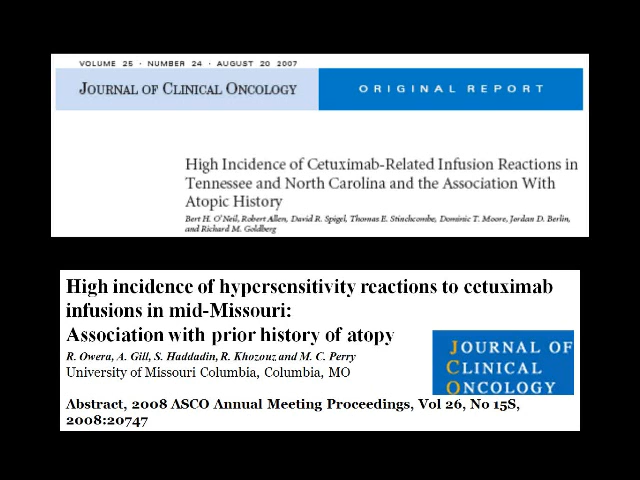 VOLUME 25 · NUMBER 24 · AUGUST 20 2007
JOURNAL OF CLINICAL ONCOLOGY
ORIGINAL REPORT
High Incidence of Cetuximab-Related Infusion Reactions in
Tennessee and North Carolina and the Association With
Atopic History
Bert H. O'Neil, Robert Allen, David R. Spigel, Thomas E. Stinchcombe, Dominic T. Moore, Jordan D. Berlin,
and Richard M. Goldberg
High incidence of hypersensitivity reactions to cetuximab
infusions in mid-Missouri:
Association with prior history of atopy
R. Owera, A. Gill, S. Haddadin, R. Khozouz and M. C. Perry
University of Missouri Columbia, Columbia, MO
JOURNAL OF
CLINICAL
ONCOLOGY
Abstract, 2008 ASCO Annual Meeting Proceedings, Vol 26, No 15S,
2008:20747